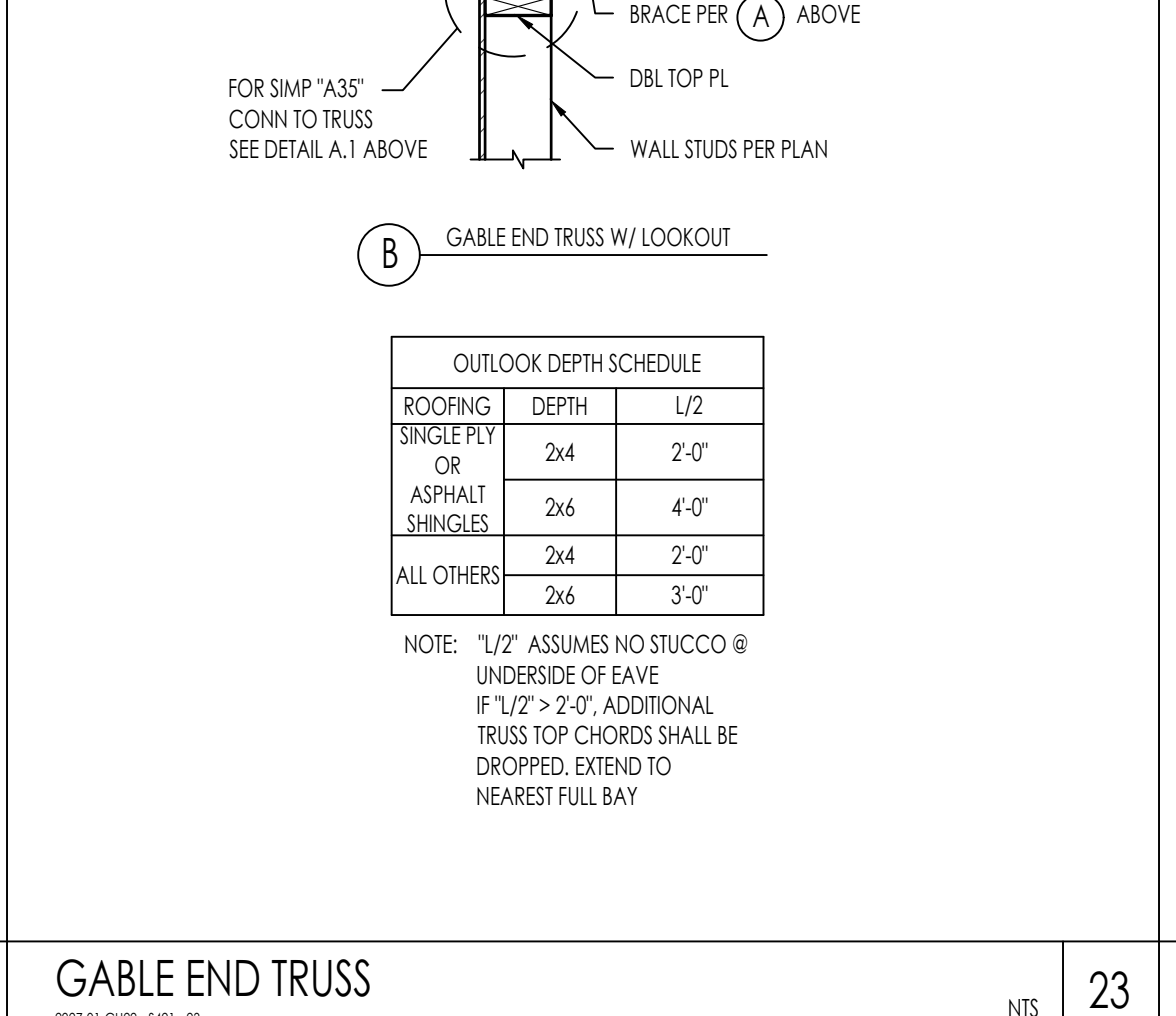 BRACE PER A ABOVE
DBL TOP PL
FOR SIMP "A35"
CONN TO TRUSS
SEE DETAIL A.1 ABOVE
WALL STUDS PER PLAN
B GABLE END TRUSS W/ LOOKOUT
OUTLOOK DEPTH SCHEDULE
ROOFING DEPTH L/2
SINGLE PLY
OR
ASPHALT
SHINGLES
2x4 2'-0"
2x6 4'-0"
ALL OTHERS
2x4 2'-0"
2x6 3'-0"
NOTE: "L/2" ASSUMES NO STUCCO @
UNDERSIDE OF EAVE
IF "L/2" > 2'-0", ADDITIONAL
TRUSS TOP CHORDS SHALL BE
DROPPED. EXTEND TO
NEAREST FULL BAY
GABLE END TRUSS
NTS
23